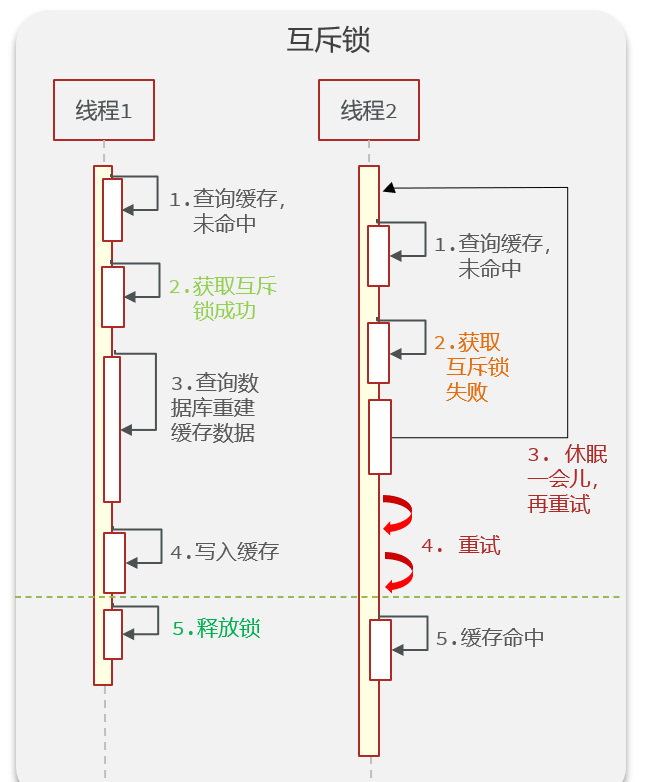 互斥锁
线程1
线程2
1.查询缓存，
未命中
2.获取互斥
锁成功
3.查询数
据库重建
缓存数据
4.写入缓存
5.释放锁
1.查询缓存，
未命中
2.获取
互斥锁
失败
3. 休眠
一会儿，
再重试
4. 重试
5.缓存命中